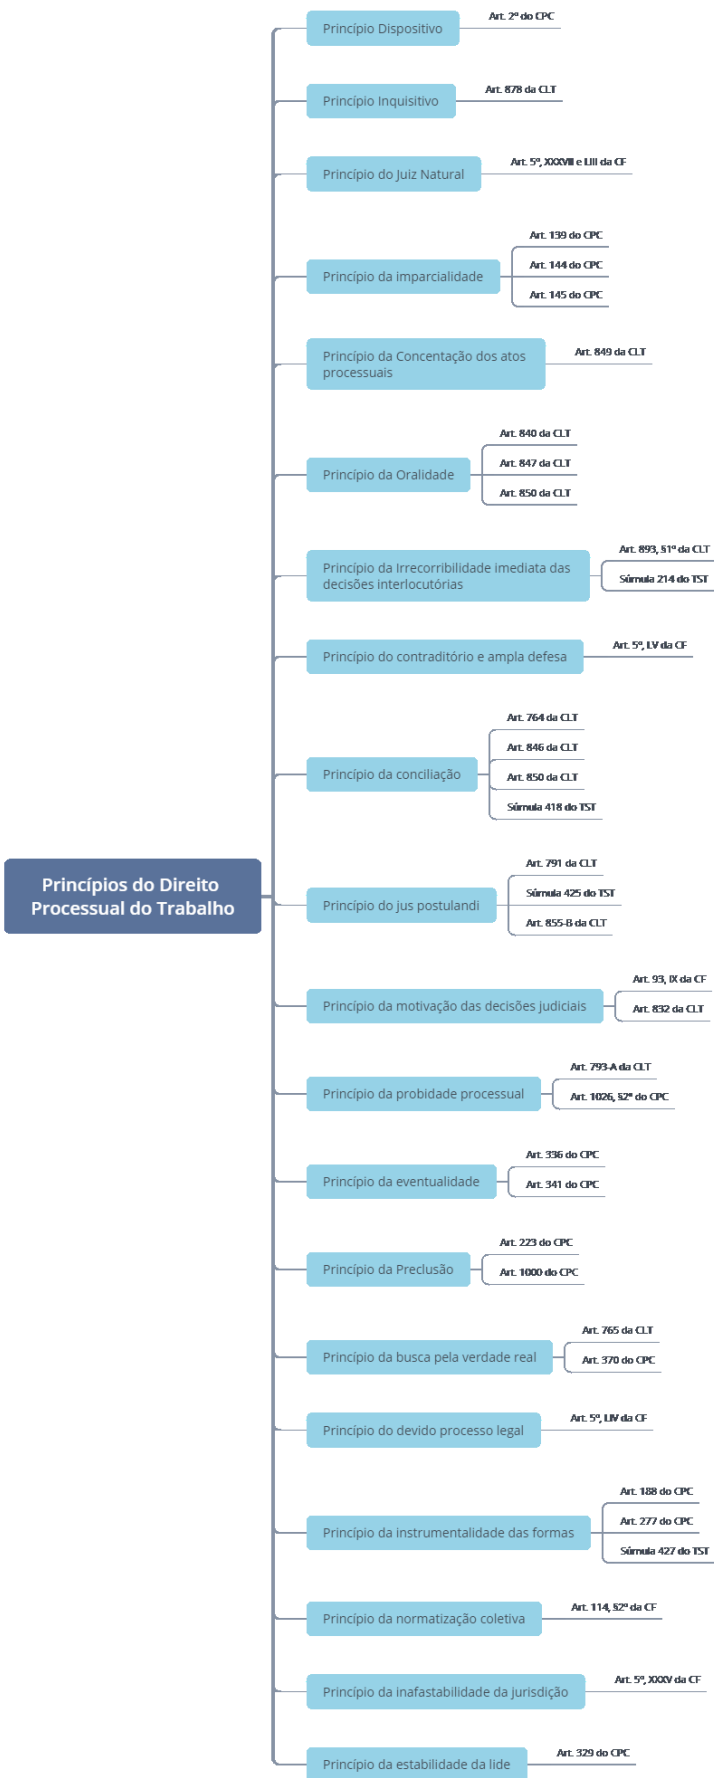 Princípio Dispositivo
Art. 2º do CPC
Princípio Inquisitivo
Art. 878 da CLT
Princípio do Juiz Natural
Art. 5º, XXXVII e LIII da CF
Princípio da imparcialidade
Art. 139 do CPC
Art. 144 do CPC
Art. 145 do CPC
Princípio da Concentação dos atos
processuais
Art. 849 da CLT
Princípio da Oralidade
Art. 840 da CLT
Art. 847 da CLT
Art. 850 da CLT
Princípio da Irrecorribilidade imediata das
decisões interlocutórias
Art. 893, §1º da CLT
Súmula 214 do TST
Princípio do contraditório e ampla defesa
Art. 5º, LV da CF
Princípio da conciliação
Art. 764 da CLT
Art. 846 da CLT
Art. 850 da CLT
Súmula 418 do TST
Princípios do Direito
Processual do Trabalho
Princípio do jus postulandi
Art. 791 da CLT
Súmula 425 do TST
Art. 855-B da CLT
Princípio da motivação das decisões judiciais
Art. 93, IX da CF
Art. 832 da CLT
Princípio da probidade processual
Art. 793-A da CLT
Art. 1026, §2º do CPC
Princípio da eventualidade
Art. 336 do CPC
Art. 341 do CPC
Princípio da Preclusão
Art. 223 do CPC
Art. 1000 do CPC
Princípio da busca pela verdade real
Art. 765 da CLT
Art. 370 do CPC
Princípio do devido processo legal
Art. 5º, LIV da CF
Princípio da instrumentalidade das formas
Art. 188 do CPC
Art. 277 do CPC
Súmula 427 do TST
Princípio da normatização coletiva
Art. 114, §2º da CF
Princípio da inafastabilidade da jurisdição
Art. 5º, XXXV da CF
Princípio da estabilidade da lide
Art. 329 do CPC